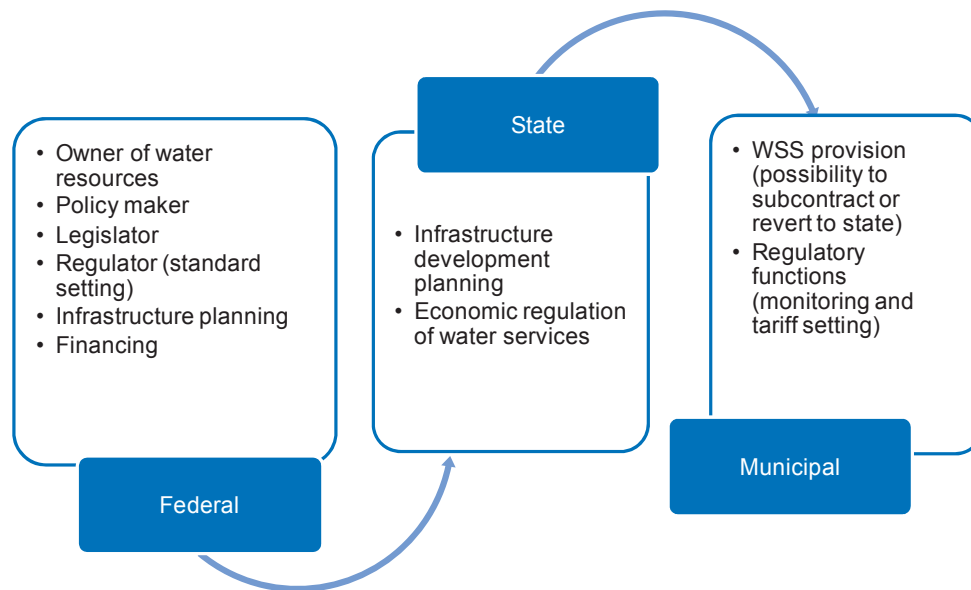 • Owner of water
resources
• Policy maker
• Legislator
• Regulator (standard
setting)
• Infrastructure planning
• Financing
Federal
State
• Infrastructure
development
planning
• Economic regulation
of water services
• WSS provision
(possibility to
subcontract or
revert to state)
• Regulatory
functions
(monitoring and
tariff setting)
Municipal